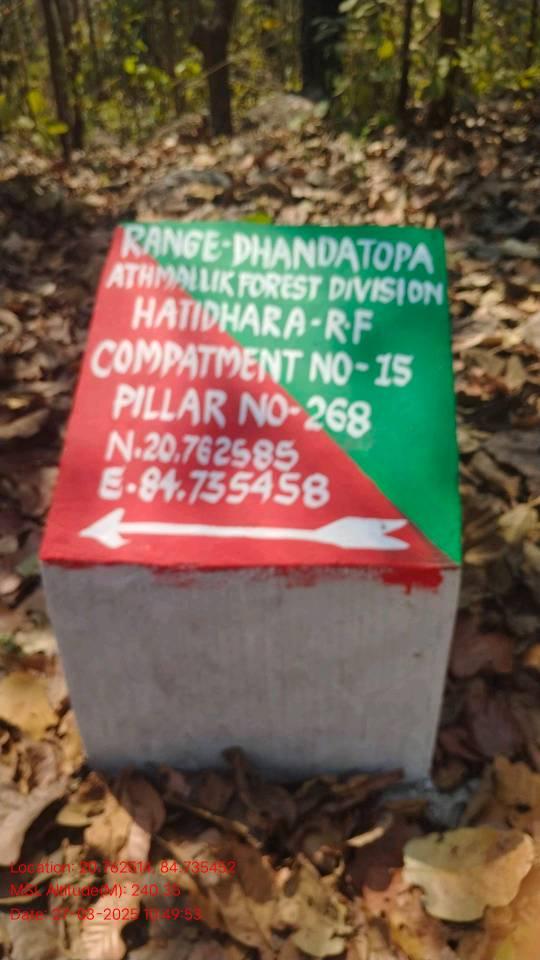 RANGE-DHANDATOPA
ATHMALLIK FOREST DIVISION
HATIDHARA-R.F
COMPATMENT NO-15
PILLAR NO-268
N.20.762585
E.84.735458
Location: 20.762514, 84.735452
MSL Altitude(M): 240.35
Date: 27-03-2025 10:49:53